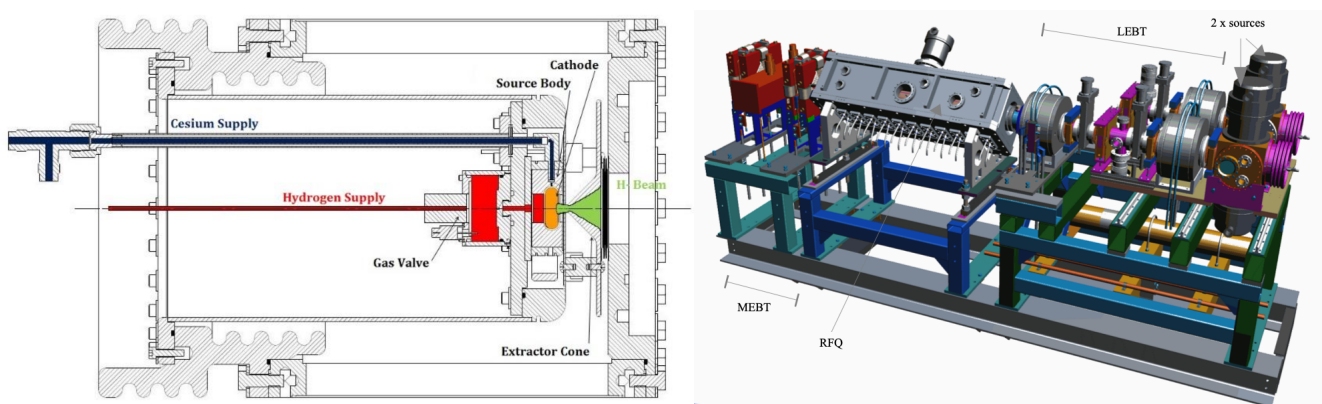 Cathode
Source Body
Cesium Supply
H- Beam
Hydrogen Supply
Gas Valve
Extractor Cone
2 x sources
LEBT
MEBT
RFQ